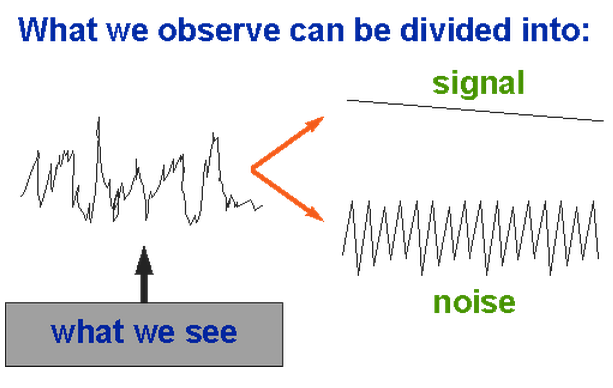 What we observe can be divided into:
signal
noise
what we see